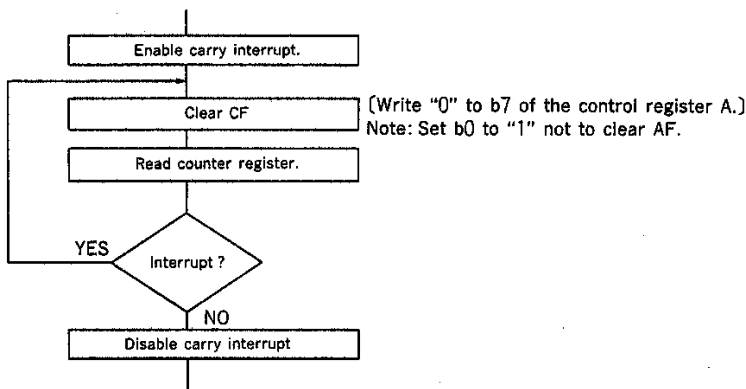 Enable carry interrupt.
Clear CF
(Write "0" to b7 of the control register A.)
Note: Set b0 to "1" not to clear AF.
Read counter register.
YES
Interrupt ?
NO
Disable carry interrupt